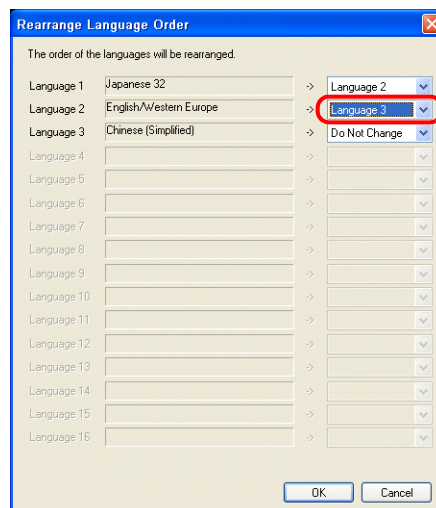 Rearrange Language Order
The order of the languages will be rearranged.
Language 1 Japanese 32 -> Language 2
Language 2 English/Western Europe -> Language 3
Language 3 Chinese (Simplified) -> Do Not Change
Language 4 ->
Language 5 ->
Language 6 ->
Language 7 ->
Language 8 ->
Language 9 ->
Language 10 ->
Language 11 ->
Language 12 ->
Language 13 ->
Language 14 ->
Language 15 ->
Language 16 ->
OK Cancel